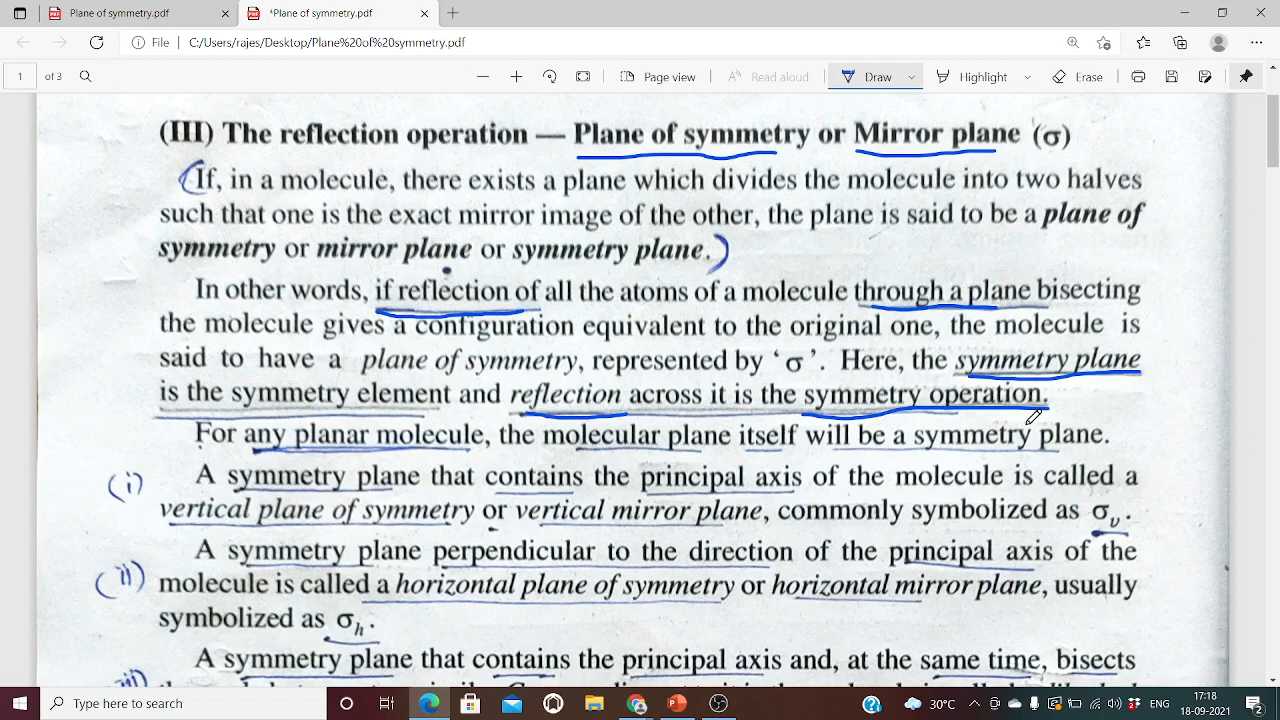 Plane of symmetry.pdf
*Plane of symmetry.pdf
File | C:/Users/rajes/Desktop/Plane%20of%20symmetry.pdf
1 of 3 Page view Read aloud Draw Highlight Erase
(III) The reflection operation — Plane of symmetry or Mirror plane (σ)
(If, in a molecule, there exists a plane which divides the molecule into two halves
such that one is the exact mirror image of the other, the plane is said to be a plane of
symmetry or mirror plane or symmetry plane.)
In other words, if reflection of all the atoms of a molecule through a plane bisecting
the molecule gives a configuration equivalent to the original one, the molecule is
said to have a plane of symmetry, represented by ‘σ’. Here, the symmetry plane
is the symmetry element and reflection across it is the symmetry operation.
For any planar molecule, the molecular plane itself will be a symmetry plane.
(i) A symmetry plane that contains the principal axis of the molecule is called a
vertical plane of symmetry or vertical mirror plane, commonly symbolized as σv.
A symmetry plane perpendicular to the direction of the principal axis of the
(ii) molecule is called a horizontal plane of symmetry or horizontal mirror plane, usually
symbolized as σh.
A symmetry plane that contains the principal axis and, at the same time, bisects
Type here to search
30°C
ENG
17:18
18-09-2021